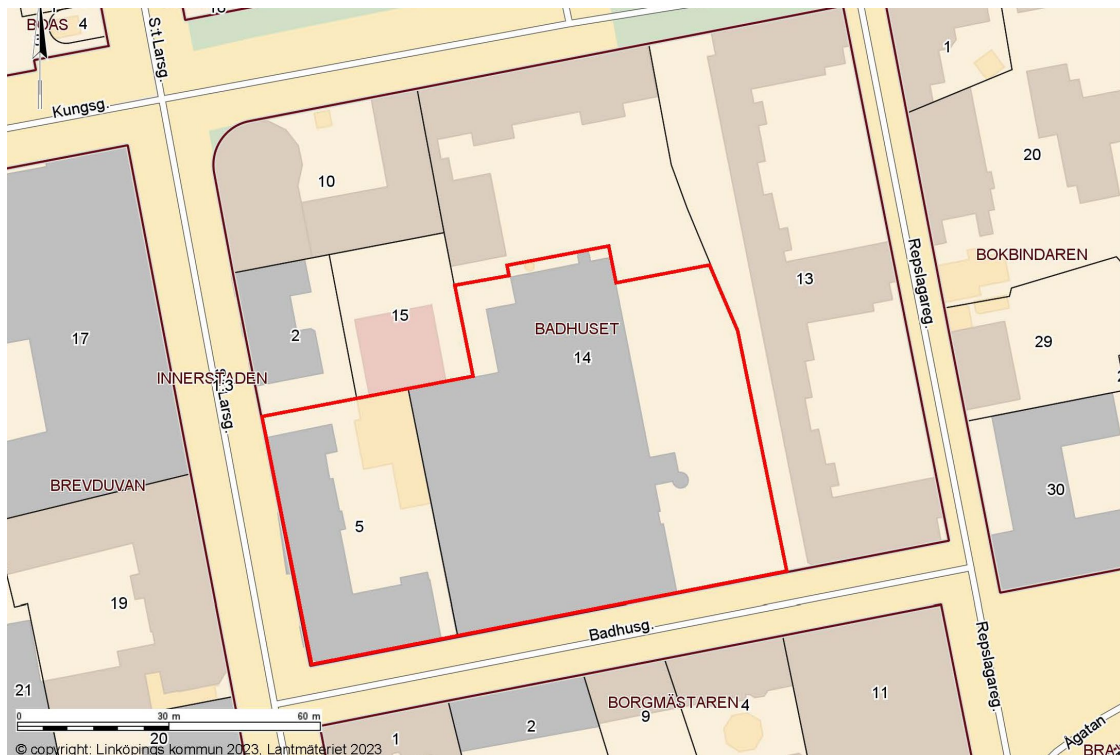 BOAS
4
S:t Larsg.
Kungsg.
1
20
10
Repslagareg.
BOKBINDAREN
13
15
2
BADHUSET
14
17
29
INNERSTADEN
1:13
S:t Larsg.
BREVDUVAN
5
30
19
Badhusg.
Repslagareg.
21
BORGMÄSTAREN
4
9
11
2
1
20
Ågatan
0 30 m 60 m
© copyright: Linköpings kommun 2023, Lantmäteriet 2023